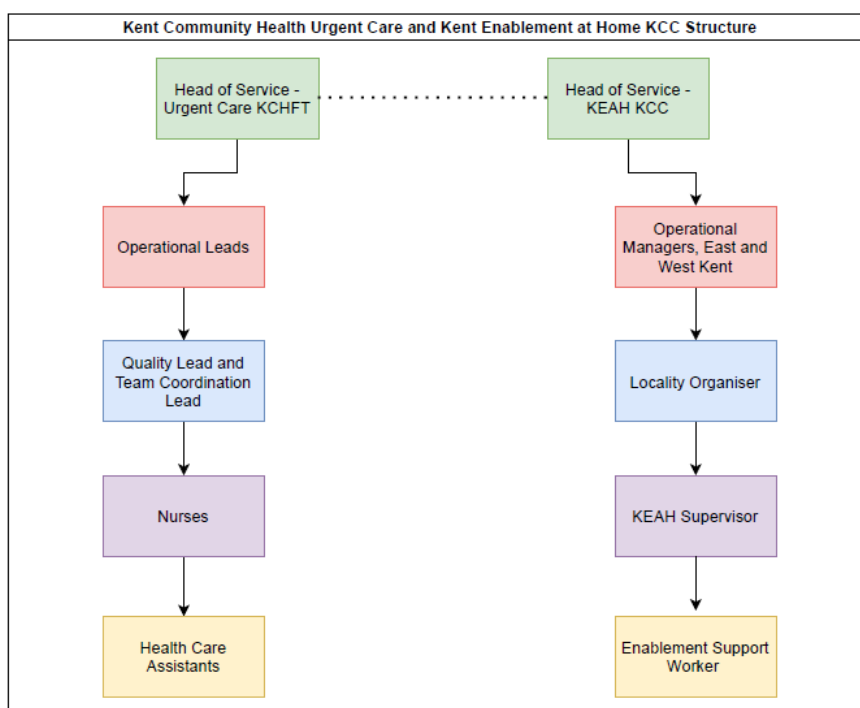 Kent Community Health Urgent Care and Kent Enablement at Home KCC Structure
Head of Service -
Urgent Care KCHFT
Head of Service -
KEAH KCC
Operational Leads
Operational
Managers, East and
West Kent
Quality Lead and
Team Coordination
Lead
Locality Organiser
Nurses
KEAH Supervisor
Health Care
Assistants
Enablement Support
Worker